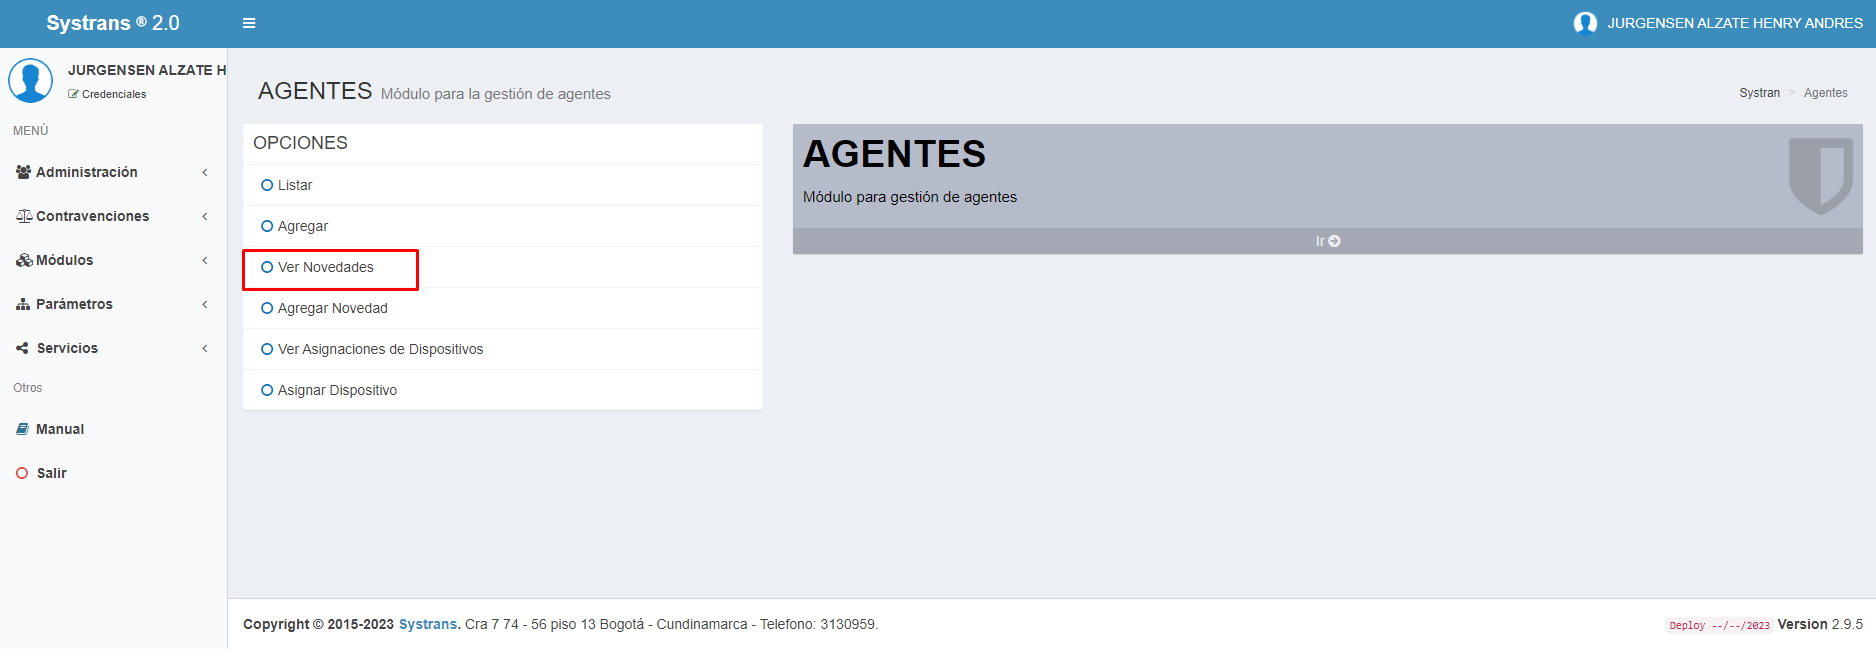 Systrans ® 2.0
JURGENSEN ALZATE HENRY ANDRES
JURGENSEN ALZATE H
Credenciales
MENÚ
Administración
Contravenciones
Módulos
Parámetros
Servicios
Otros
Manual
Salir
AGENTES Módulo para la gestión de agentes
Systran > Agentes
OPCIONES
Listar
Agregar
Ver Novedades
Agregar Novedad
Ver Asignaciones de Dispositivos
Asignar Dispositivo
AGENTES
Módulo para gestión de agentes
Ir
Copyright © 2015-2023 Systrans. Cra 7 74 - 56 piso 13 Bogotá - Cundinamarca - Telefono: 3130959.
Deploy --/--/2023 Version 2.9.5